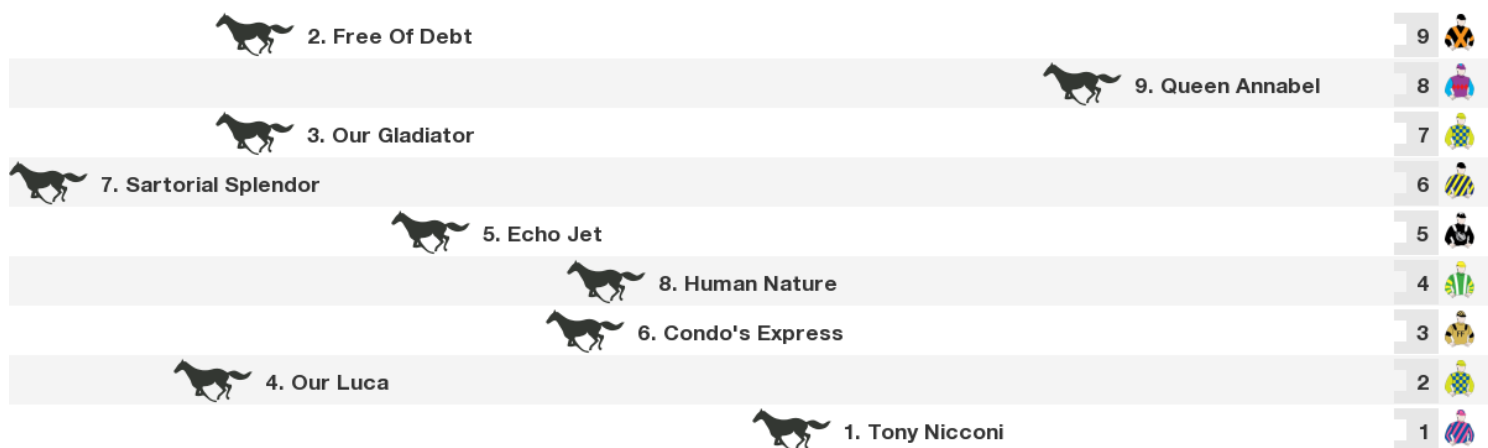 2. Free Of Debt 9
9. Queen Annabel 8
3. Our Gladiator 7
7. Sartorial Splendor 6
5. Echo Jet 5
8. Human Nature 4
6. Condo's Express 3
4. Our Luca 2
1. Tony Nicconi 1